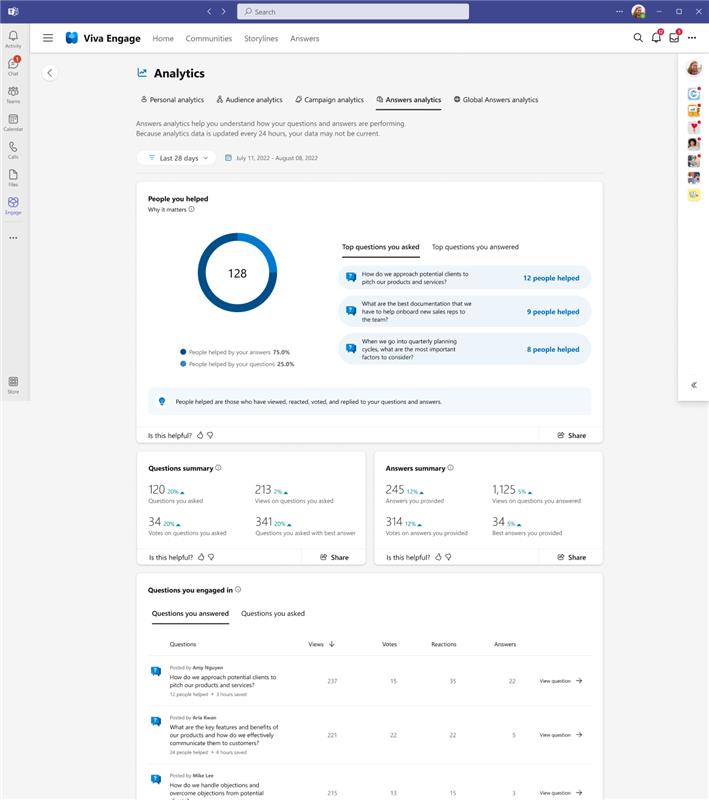 Search
Activity
Chat
Teams
Calendar
Calls
Files
Engage
Store
Viva Engage
Home
Communities
Storylines
Answers
Analytics
Personal analytics
Audience analytics
Campaign analytics
Answers analytics
Global Answers analytics
Answers analytics help you understand how your questions and answers are performing.
Because analytics data is updated every 24 hours, your data may not be current.
Last 28 days
July 11, 2022 - August 08, 2022
People you helped
Why it matters
128
People helped by your answers 75.0%
People helped by your questions 25.0%
Top questions you asked
Top questions you answered
How do we approach potential clients to
pitch our products and services?
12 people helped
What are the best documentation that we
have to help onboard new sales reps to
the team?
9 people helped
When we go into quarterly planning
cycles, what are the most important
factors to consider?
8 people helped
People helped are those who have viewed, reacted, voted, and replied to your questions and answers.
Is this helpful?
Share
Questions summary
120 20%
Questions you asked
213 2%
Views on questions you asked
34 20%
Votes on questions you asked
341 20%
Questions you asked with best answer
Is this helpful?
Share
Answers summary
245 12%
Answers you provided
1,125 5%
Views on questions you answered
314 12%
Votes on answers you provided
34 5%
Best answers you provided
Is this helpful?
Share
Questions you engaged in
Questions you answered
Questions you asked
Questions
Views
Votes
Reactions
Answers
Posted by Amy Nguyen
How do we approach potential clients to
pitch our products and services?
12 people helped • 3 hours saved
237
15
35
22
View question
Posted by Aria Kwan
What are the key features and benefits of
our products and how do we effectively
communicate them to customers?
24 people helped • 6 hours saved
221
22
22
5
View question
Posted by Mike Lee
How do we handle objections and
overcome objections from potential
215
13
15
3
View question